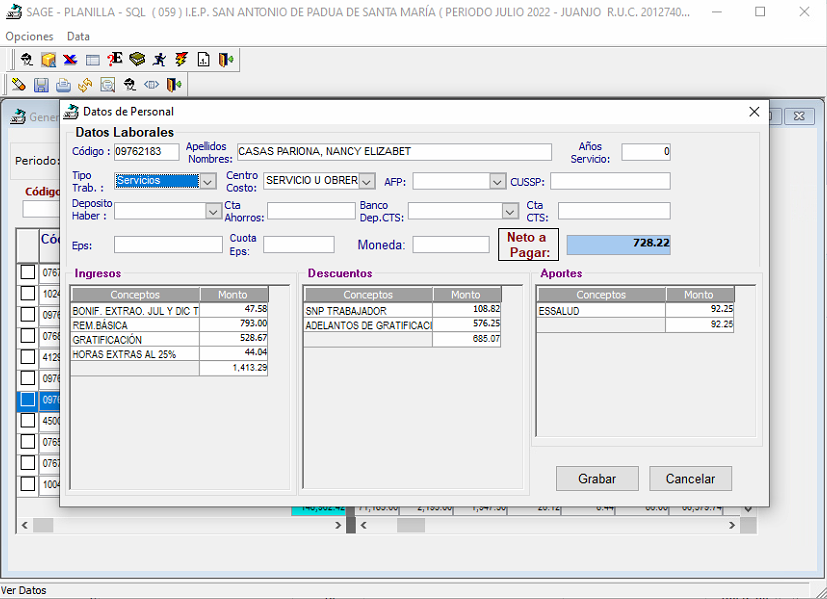 SAGE - PLANILLA - SQL ( 059 ) I.E.P. SAN ANTONIO DE PADUA DE SANTA MARÍA ( PERIODO JULIO 2022 - JUANJO R.U.C. 2012740...
Opciones Data
Gener
Datos de Personal
Datos Laborales
Código : 09762183 Apellidos Nombres: CASAS PARIONA, NANCY ELIZABET Años Servicio: 0
Tipo Trab. : Servicios Centro Costo: SERVICIO U OBRER AFP: CUSSP:
Deposito Haber : Cta Ahorros: Banco Dep.CTS: Cta CTS:
Eps: Cuota Eps: Moneda: Neto a Pagar: 728.22
Periodo:
Código
Cóc
Ingresos Descuentos Aportes
Conceptos Monto Conceptos Monto Conceptos Monto
BONIF. EXTRAO. JUL Y DIC T 47.58 SNP TRABAJADOR 108.82 ESSALUD 92.25
REM.BÁSICA 793.00 ADELANTOS DE GRATIFICACI 576.25 92.25
GRATIFICACIÓN 528.67 685.07
HORAS EXTRAS AL 25% 44.04
1,413.29
0767
1024
0976
0768
4129
0976
0976
4500
0765
0767
1004
Grabar Cancelar
Ver Datos